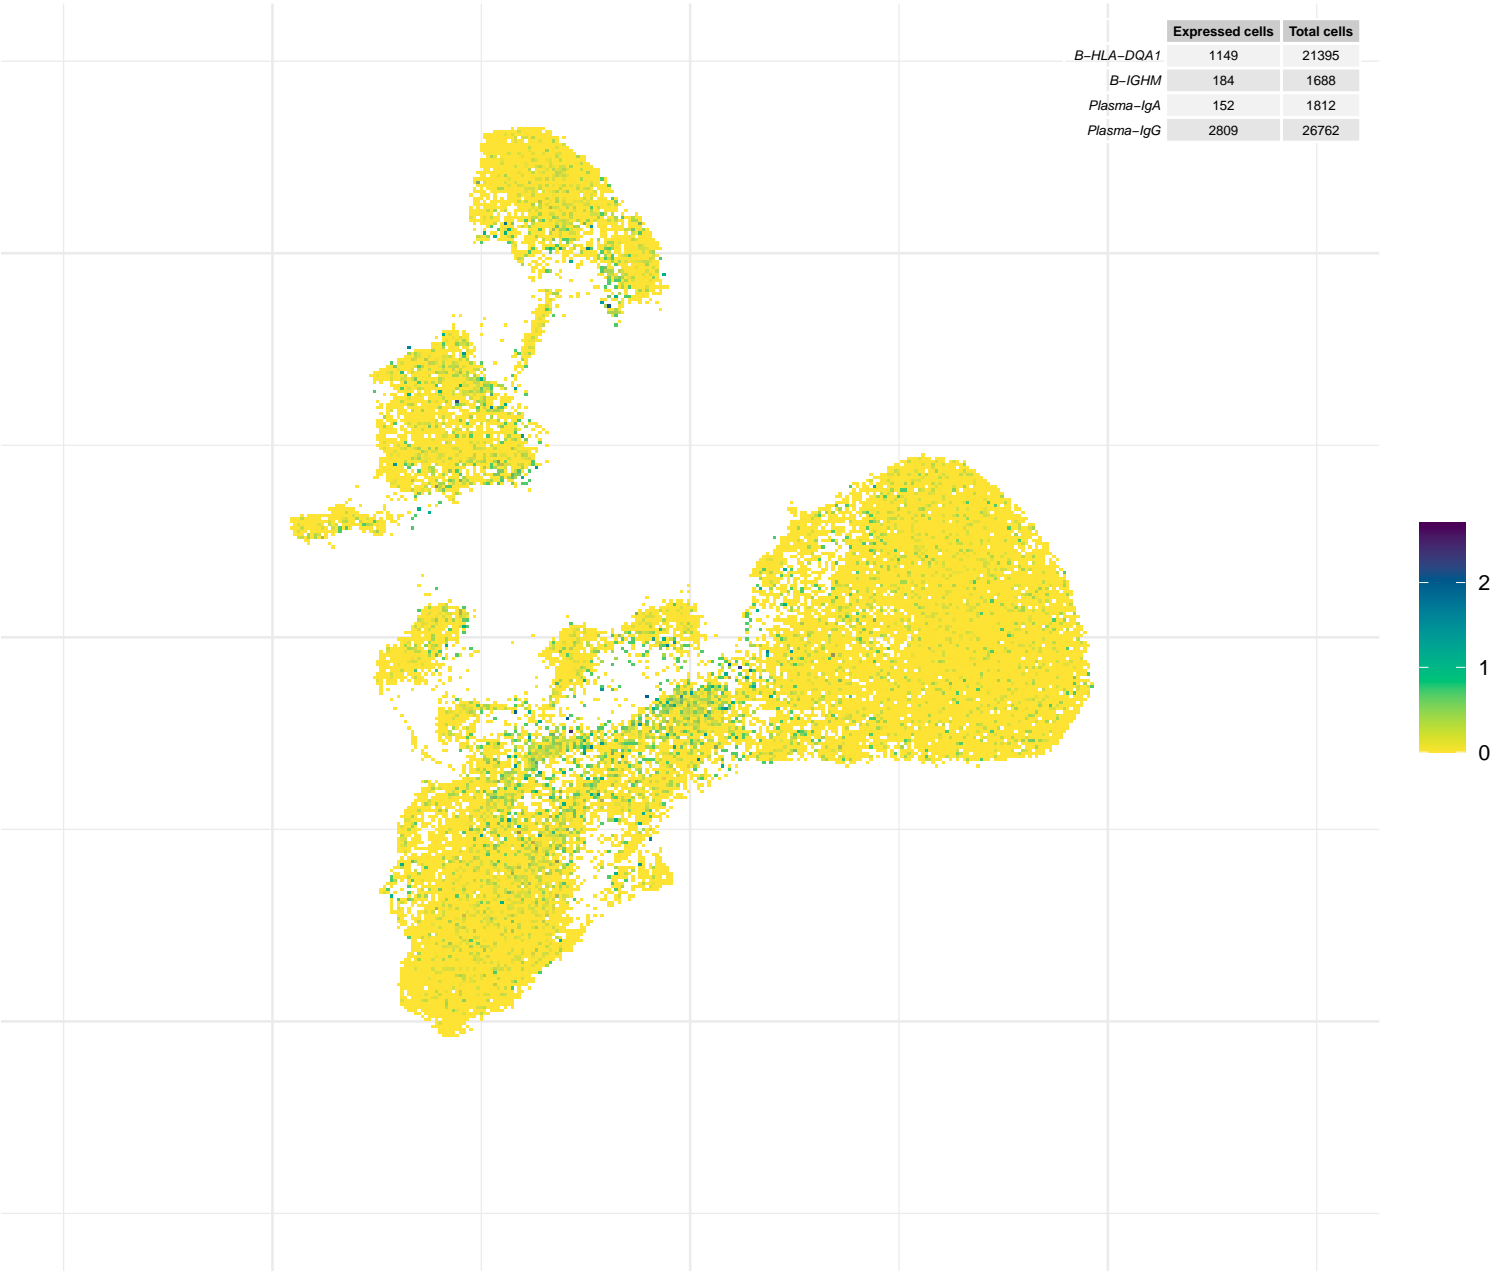 Expressed cells Total cells
B−HLA−DQA1 1149 21395
B−IGHM 184 1688
Plasma−IgA 152 1812
Plasma−IgG 2809 26762
2
1
0